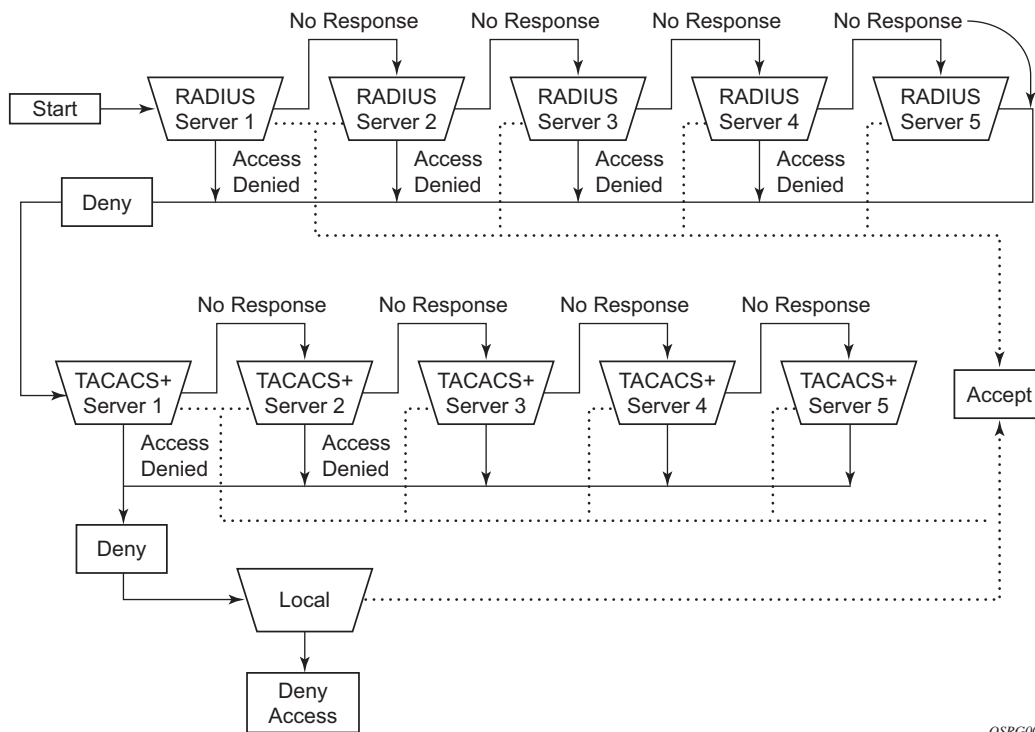 No Response
No Response
No Response
No Response
No Response
Start
RADIUS
Server 1
RADIUS
Server 2
RADIUS
Server 3
RADIUS
Server 4
RADIUS
Server 5
Access
Denied
Access
Denied
Access
Denied
Deny
No Response
No Response
No Response
No Response
TACACS+
Server 1
TACACS+
Server 2
TACACS+
Server 3
TACACS+
Server 4
TACACS+
Server 5
Accept
Access
Denied
Access
Denied
Deny
Local
Deny
Access